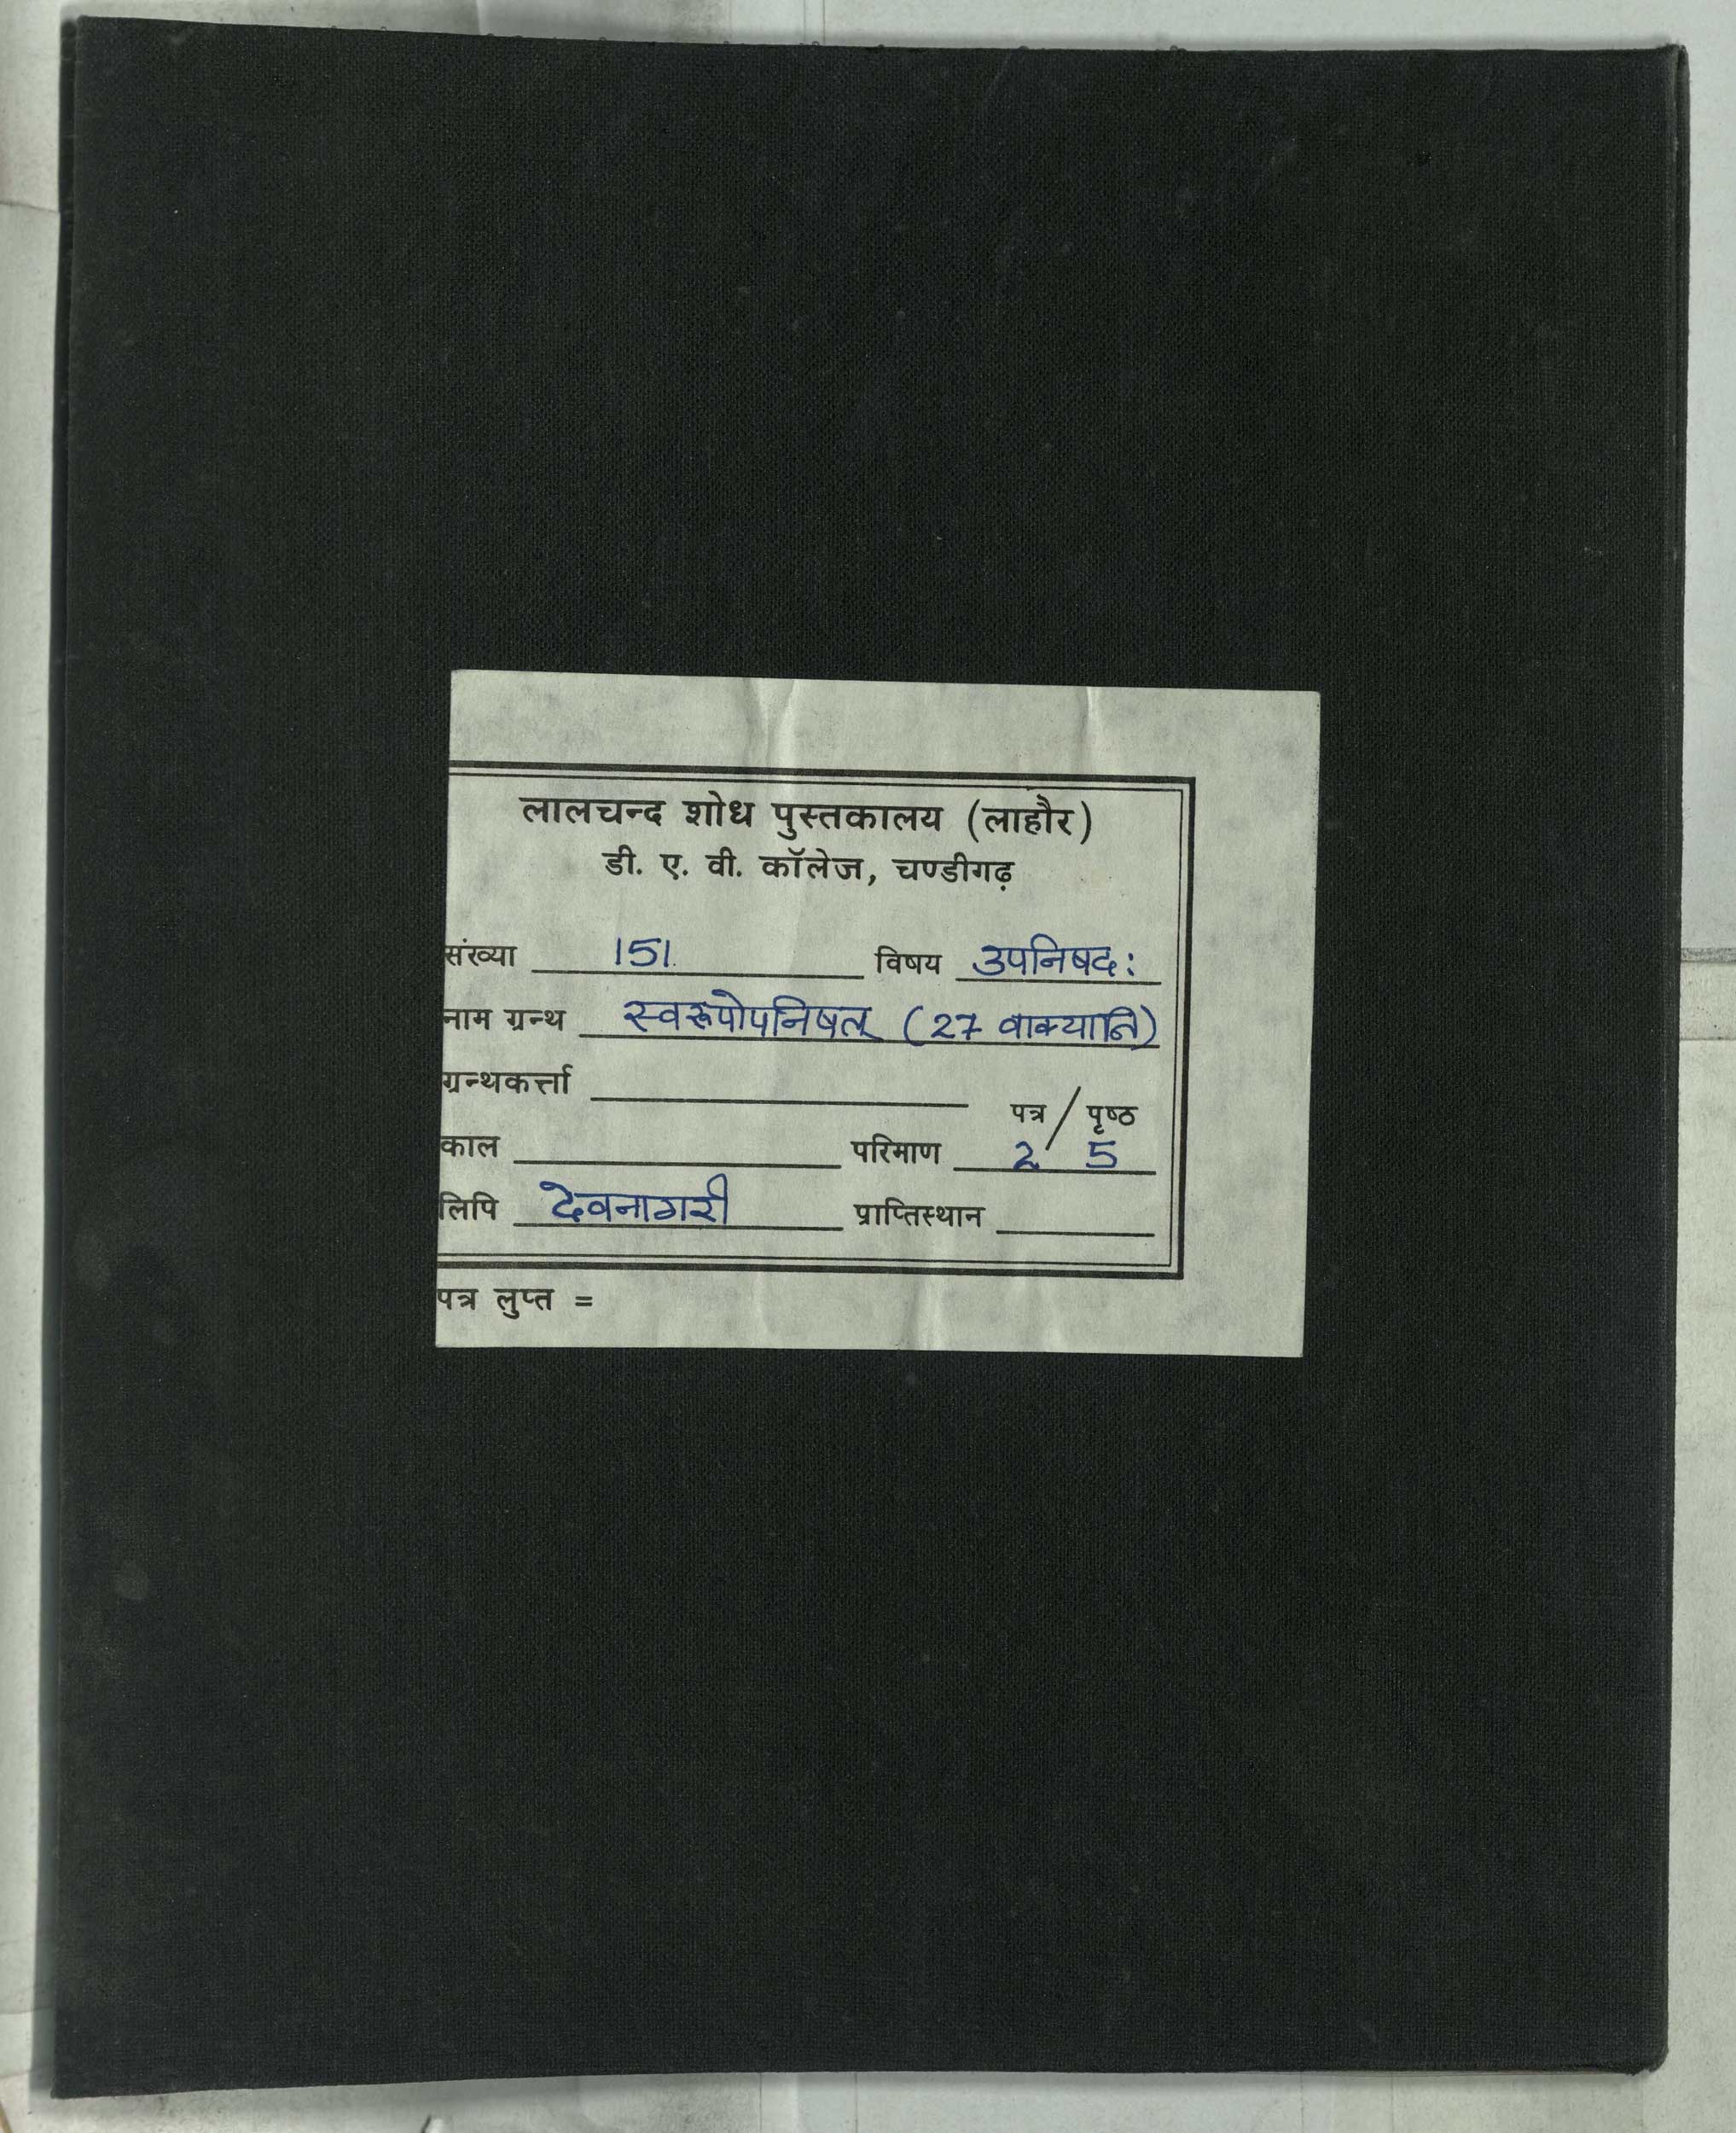 लालचन्द शोध पुस्तकालय (लाहौर)
डी. ए. वी. कॉलेज, चण्डीगढ़
संख्या 151. विषय उपनिषद:
नाम ग्रन्थ स्वरूपोपनिषत् (27 वाक्यानि)
ग्रन्थकर्त्ता
पत्र / पृष्ठ
काल परिमाण 2 5
लिपि देवनागरी प्राप्तिस्थान
पत्र लुप्त =